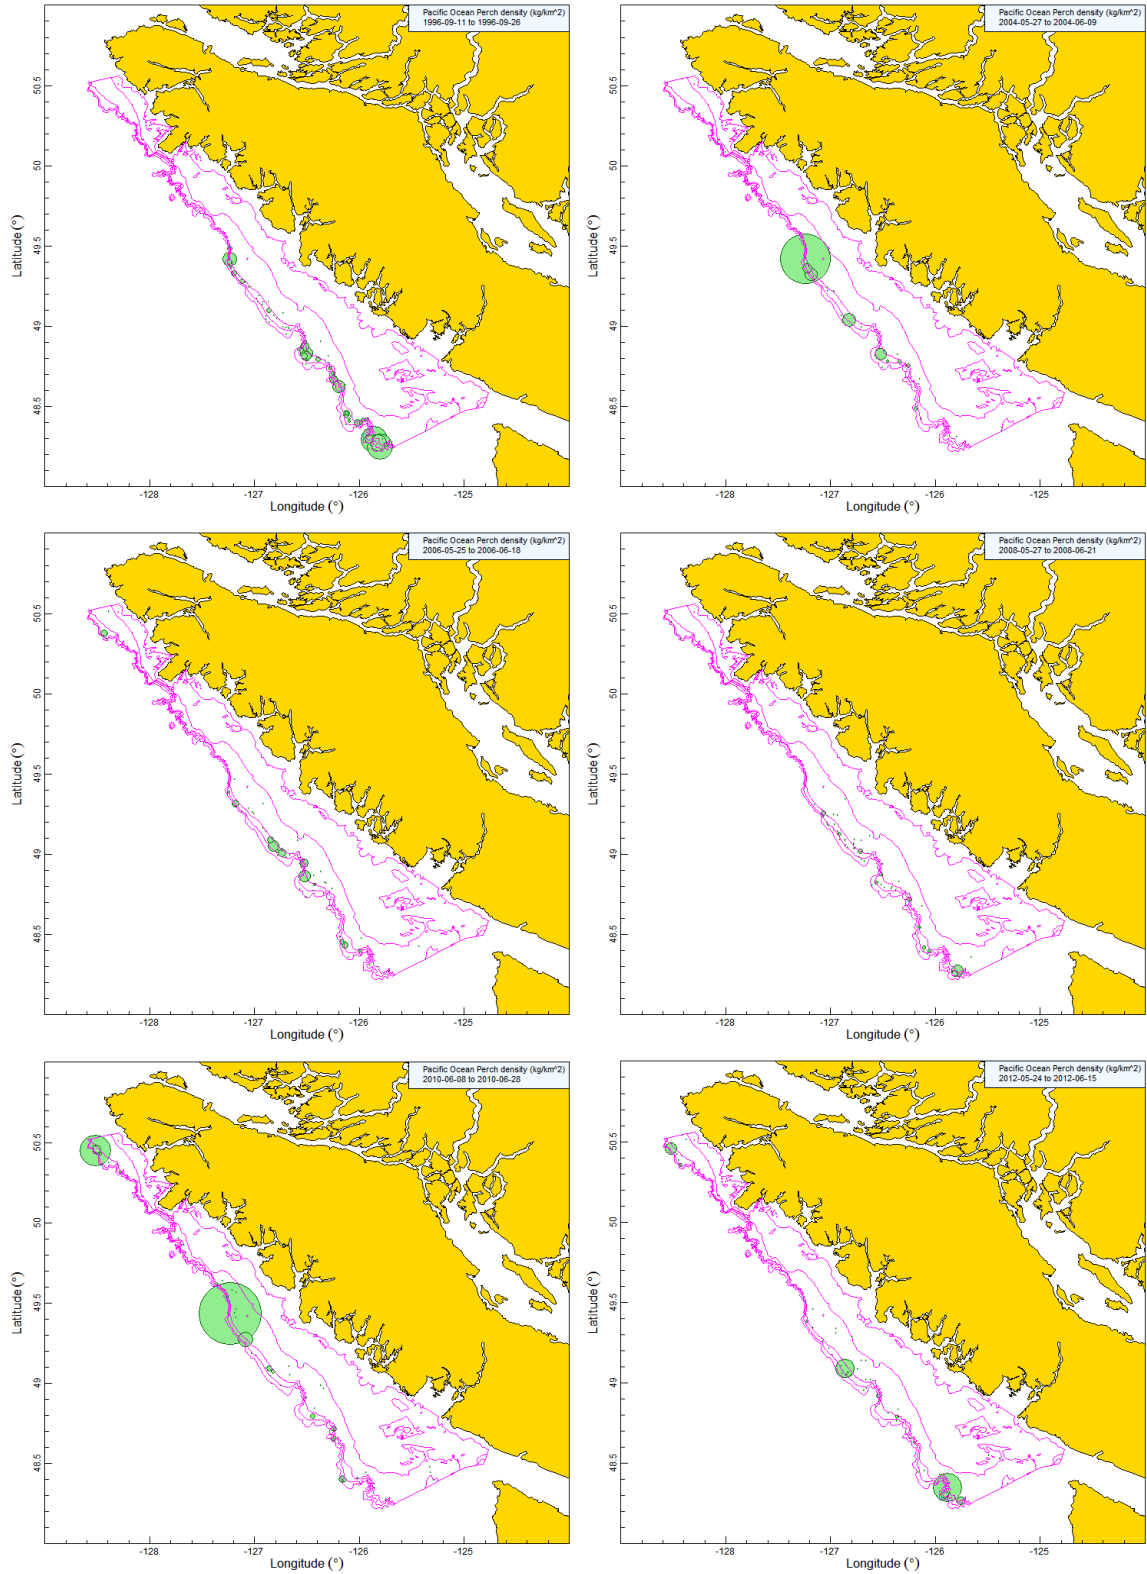 Pacific Ocean Perch density (kg/km^2)
1996-09-11 to 1996-09-26
50.5
50
49.5
49
48.5
Latitude (°)
-128
-127
-126
-125
Longitude (°)
Pacific Ocean Perch density (kg/km^2)
2004-05-27 to 2004-06-09
50.5
50
49.5
49
48.5
Latitude (°)
-128
-127
-126
-125
Longitude (°)
Pacific Ocean Perch density (kg/km^2)
2006-05-25 to 2006-06-18
50.5
50
49.5
49
48.5
Latitude (°)
-128
-127
-126
-125
Longitude (°)
Pacific Ocean Perch density (kg/km^2)
2008-05-27 to 2008-06-21
50.5
50
49.5
49
48.5
Latitude (°)
-128
-127
-126
-125
Longitude (°)
Pacific Ocean Perch density (kg/km^2)
2010-06-08 to 2010-06-28
50.5
50
49.5
49
48.5
Latitude (°)
-128
-127
-126
-125
Longitude (°)
Pacific Ocean Perch density (kg/km^2)
2012-05-24 to 2012-06-15
50.5
50
49.5
49
48.5
Latitude (°)
-128
-127
-126
-125
Longitude (°)